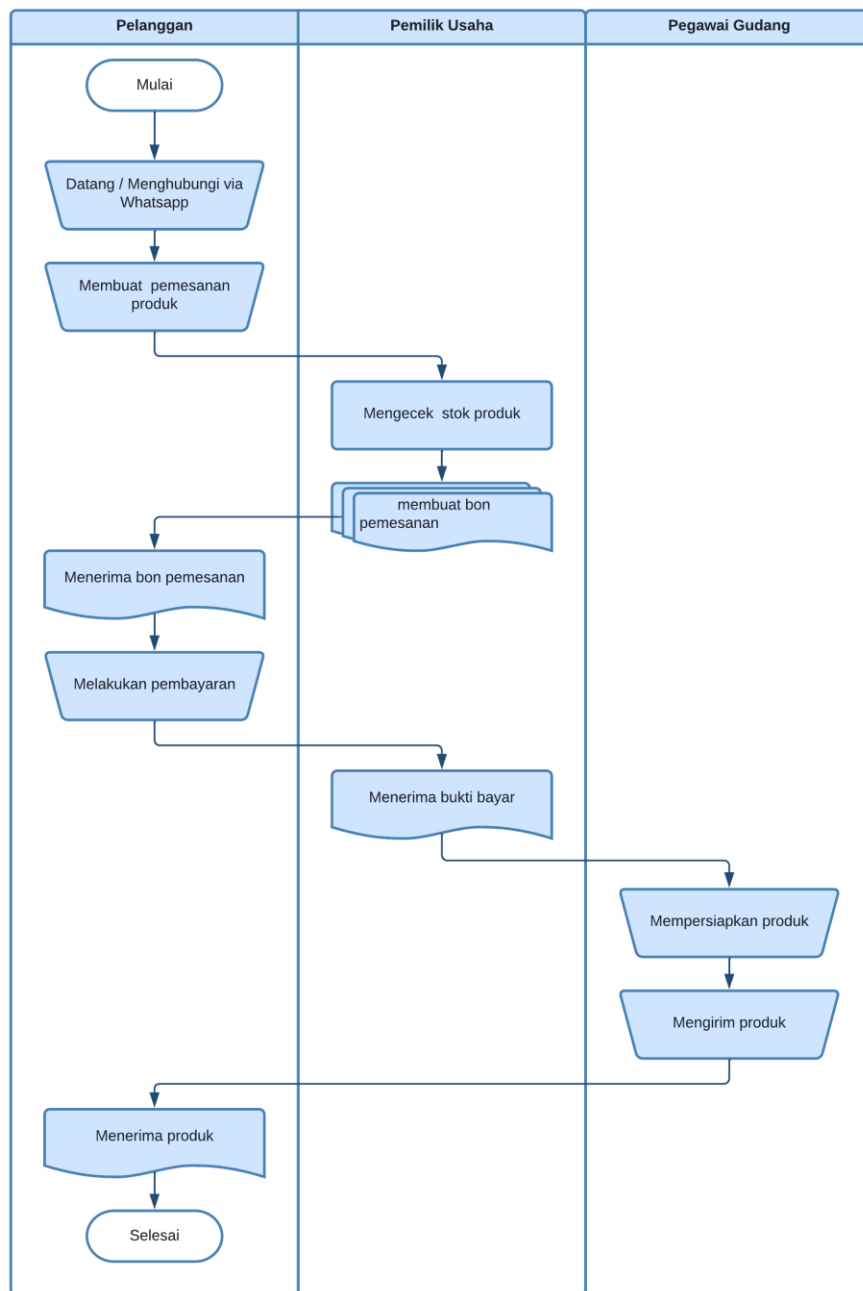 Pelanggan
Pemilik Usaha
Pegawai Gudang
Mulai
Datang / Menghubungi via
Whatsapp
Membuat  pemesanan
produk
Mengecek  stok produk
membuat bon
pemesanan
Menerima bon pemesanan
Melakukan pembayaran
Menerima bukti bayar
Mempersiapkan produk
Mengirim produk
Menerima produk
Selesai